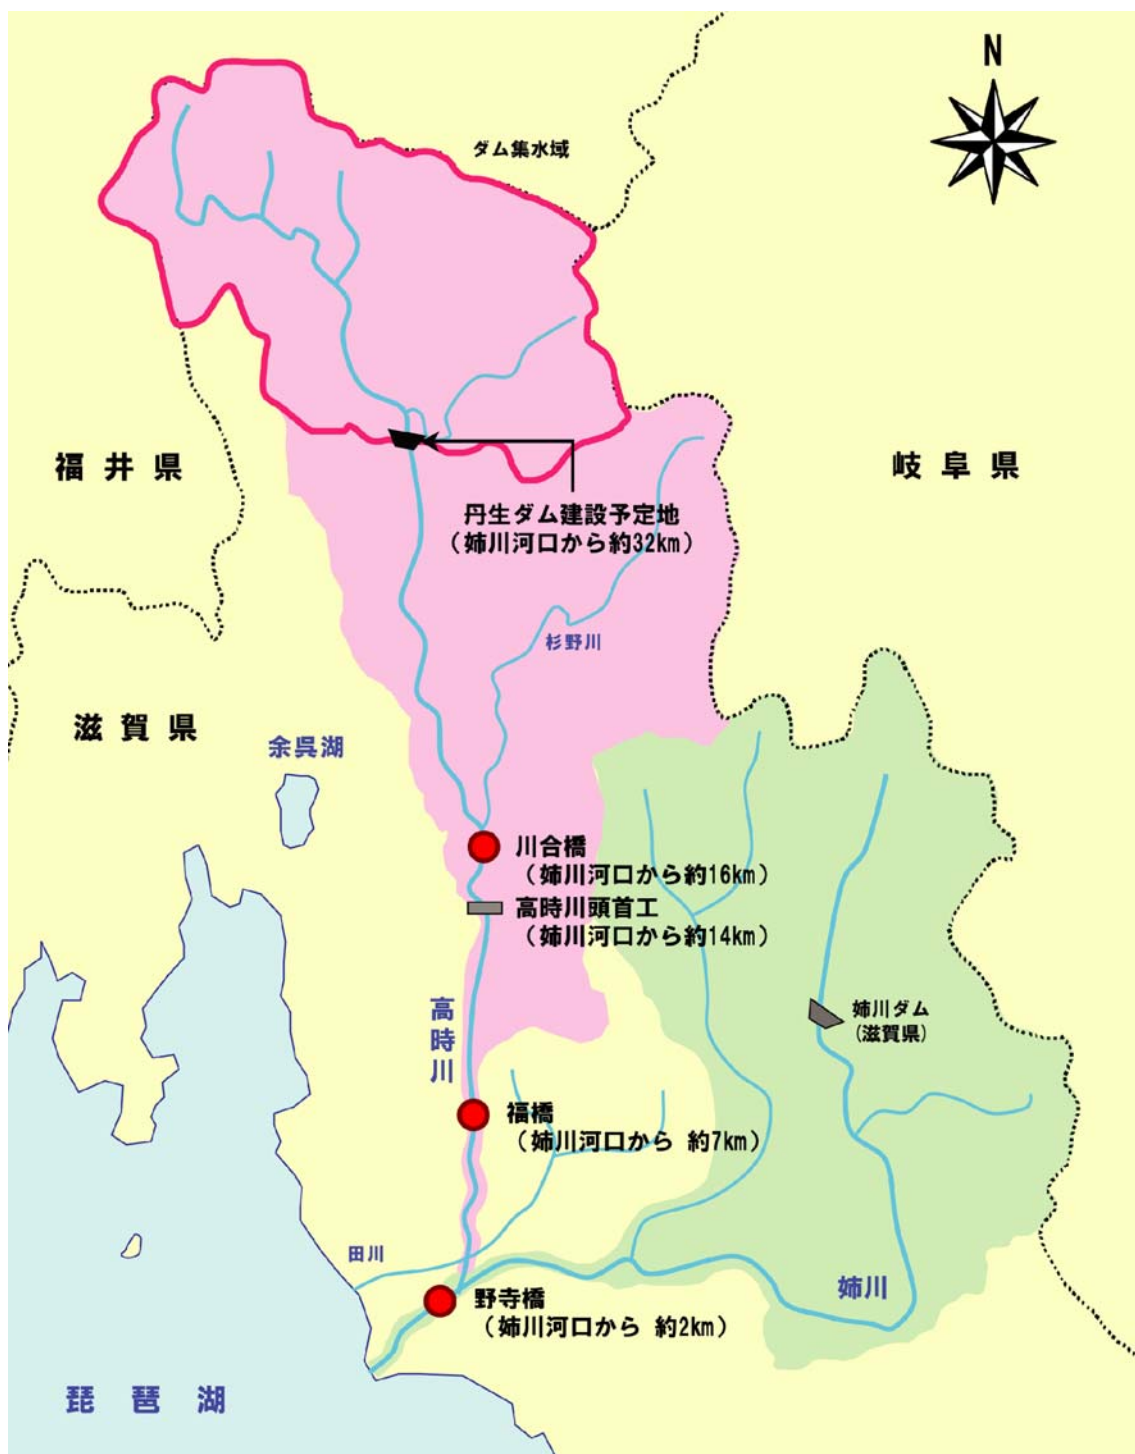 N
ダム集水域
福井県
岐阜県
丹生ダム建設予定地
（姉川河口から約32km）
杉野川
滋賀県
余呉湖
川合橋
（姉川河口から約16km）
高時川頭首工
（姉川河口から約14km）
高時川
姉川ダム
(滋賀県)
福橋
（姉川河口から 約7km）
田川
姉川
野寺橋
（姉川河口から 約2km）
琵琶湖